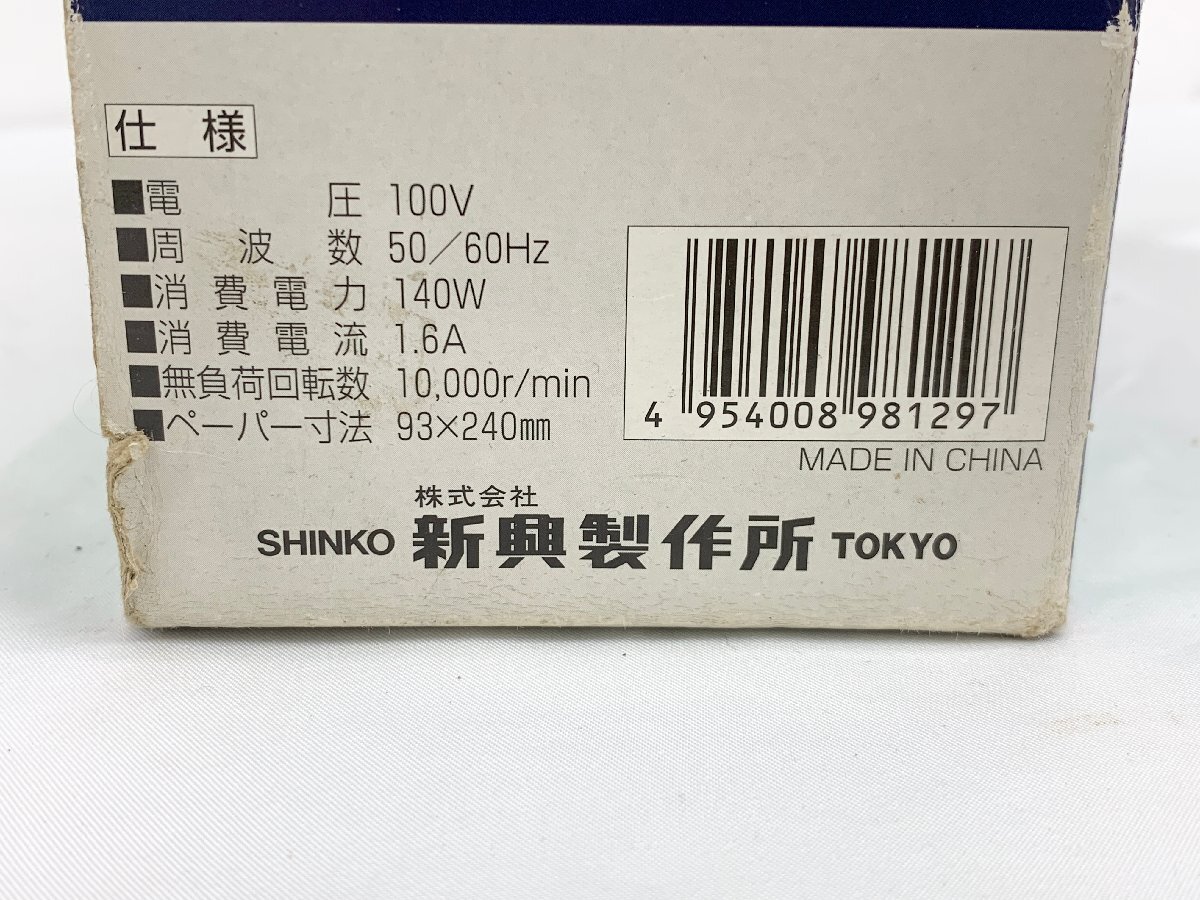 仕様
■電圧 100V
■周波数 50/60Hz
■消費電力 140W
■消費電流 1.6A
■無負荷回転数 10,000r/min
■ペーパー寸法 93×240mm
4 954008 981297
MADE IN CHINA
株式会社
SHINKO 新興製作所 TOKYO